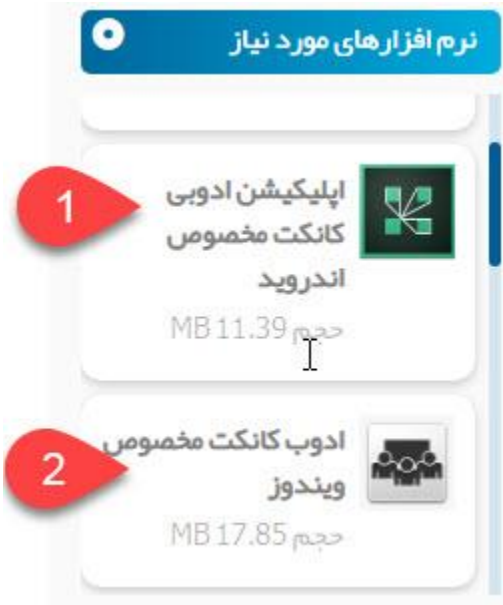 نرم افزارهای مورد نیاز
1
اپلیکیشن ادوبی
کانکت مخصوص
اندروید
حجم 11.39 MB
2
ادوب کانکت مخصوص
ویندوز
حجم 17.85 MB